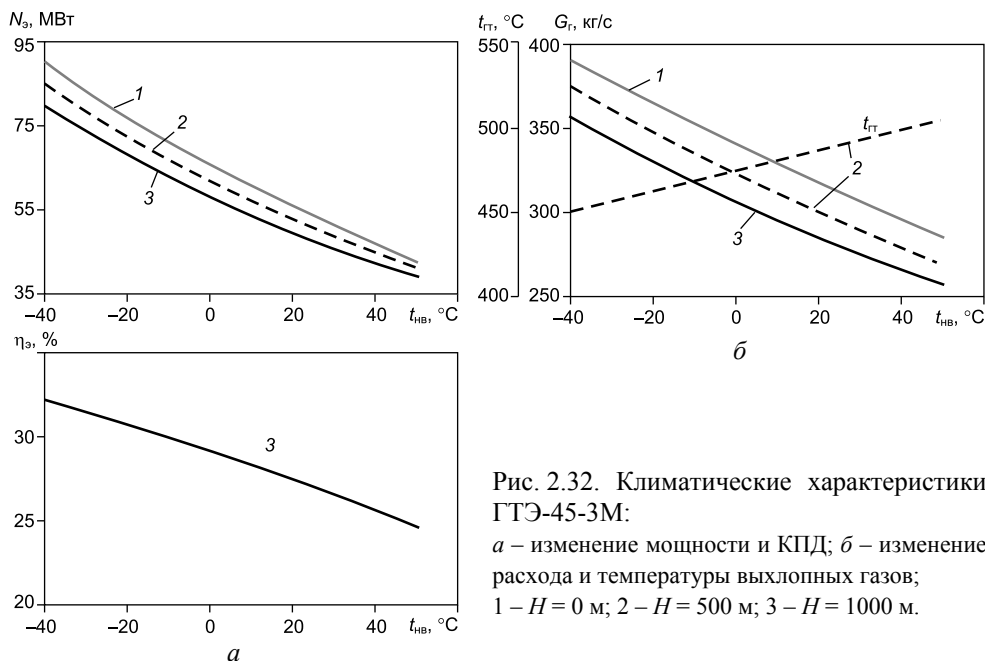 Nэ, МВт
95
75
55
35
1
2
3
–40 –20 0 20 40 tнв, °C
ηэ, %
30
25
20
3
–40 –20 0 20 40 tнв, °C
а
tгт, °C Gг, кг/с
550 400
500 350
450 300
400 250
1
tгт
2
3
–40 –20 0 20 40 tнв, °C
б
Рис. 2.32. Климатические характеристики
ГТЭ-45-3М:
а – изменение мощности и КПД; б – изменение
расхода и температуры выхлопных газов;
1 – H = 0 м; 2 – H = 500 м; 3 – H = 1000 м.